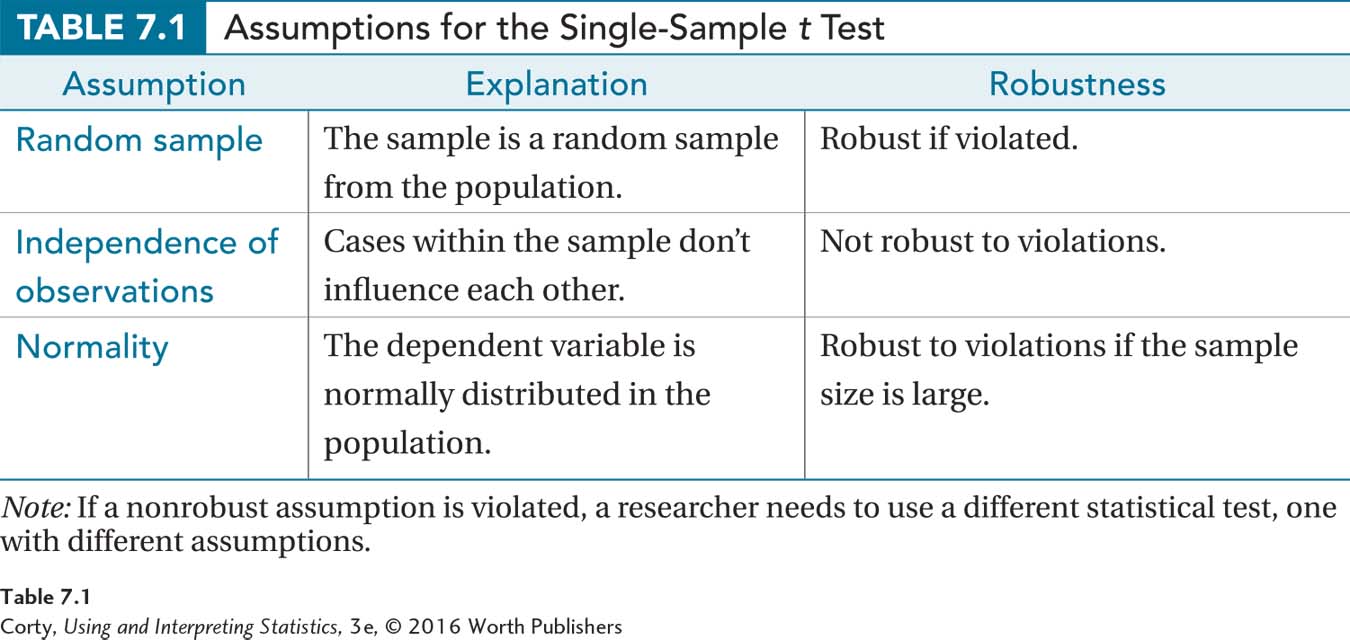 TABLE 7.1 Assumptions for the Single-Sample t Test
Assumption Explanation Robustness
Random sample The sample is a random sample Robust if violated.
from the population.
Independence of Cases within the sample don’t Not robust to violations.
observations influence each other.
Normality The dependent variable is Robust to violations if the sample
normally distributed in the size is large.
population.
Note: If a nonrobust assumption is violated, a researcher needs to use a different statistical test, one
with different assumptions.
Table 7.1
Corty, Using and Interpreting Statistics, 3e, © 2016 Worth Publishers